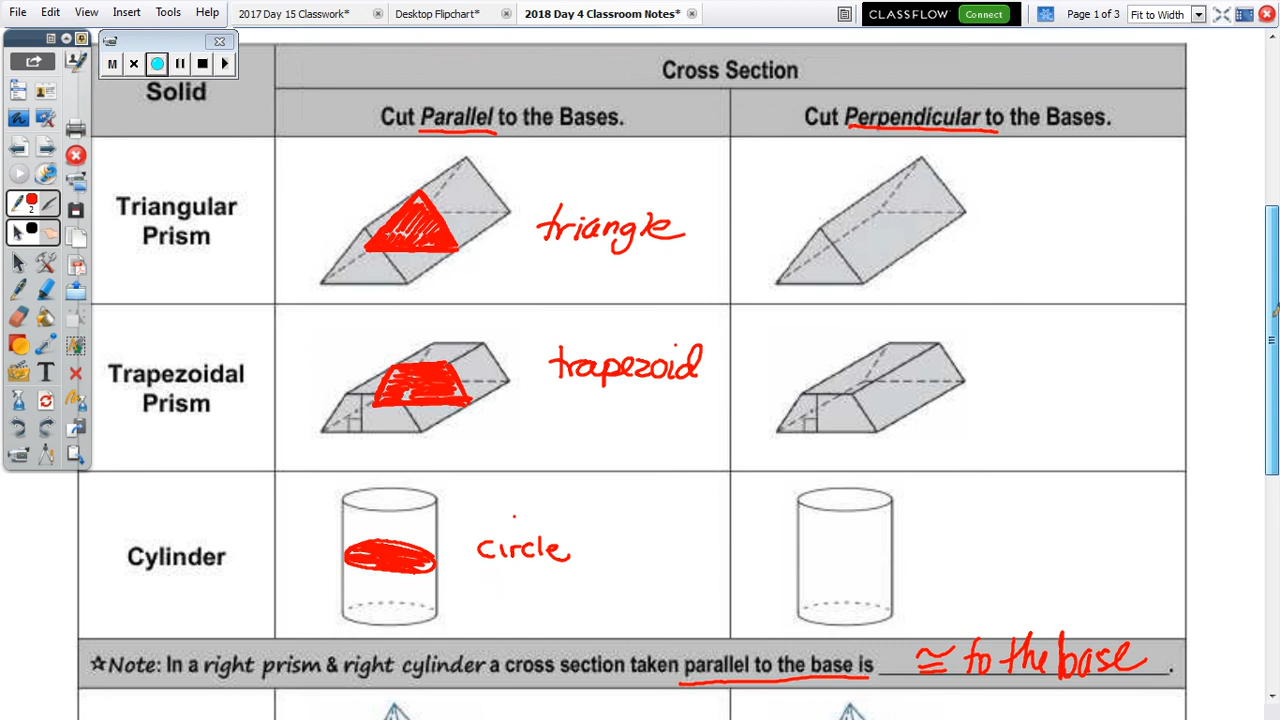 File Edit View Insert Tools Help 2017 Day 15 Classwork* Desktop Flipchart* 2018 Day 4 Classroom Notes* CLASSFLOW Connect Page 1 of 3 Fit to Width
M
Solid
Cross Section
Cut Parallel to the Bases.
Cut Perpendicular to the Bases.
Triangular
Prism
triangle
Trapezoidal
Prism
trapezoid
Cylinder
circle
☆Note: In a right prism & right cylinder a cross section taken parallel to the base is ≅ to the base.
2
T